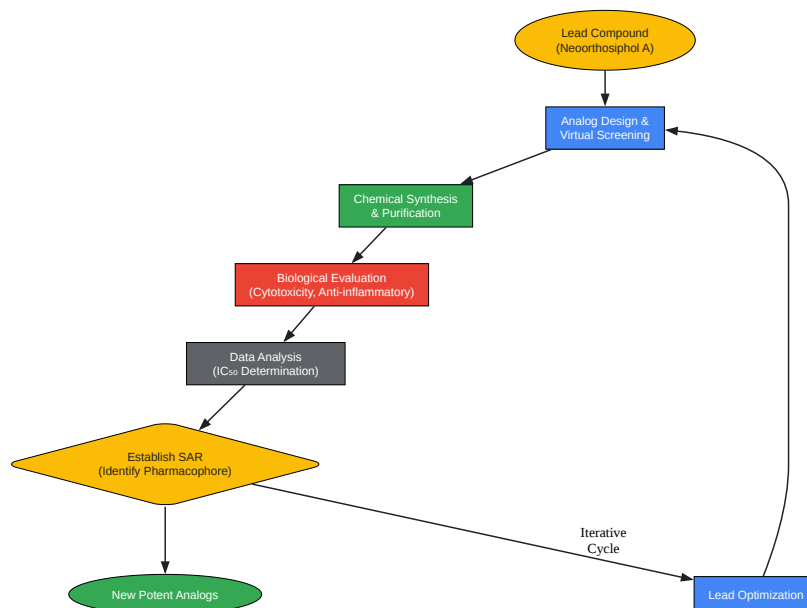 Lead Compound
(Neoorthosiphol A)
Analog Design &
Virtual Screening
Chemical Synthesis
& Purification
Biological Evaluation
(Cytotoxicity, Anti-inflammatory)
Data Analysis
(IC₅₀ Determination)
Establish SAR
(Identify Pharmacophore)
Iterative
Cycle
New Potent Analogs
Lead Optimization